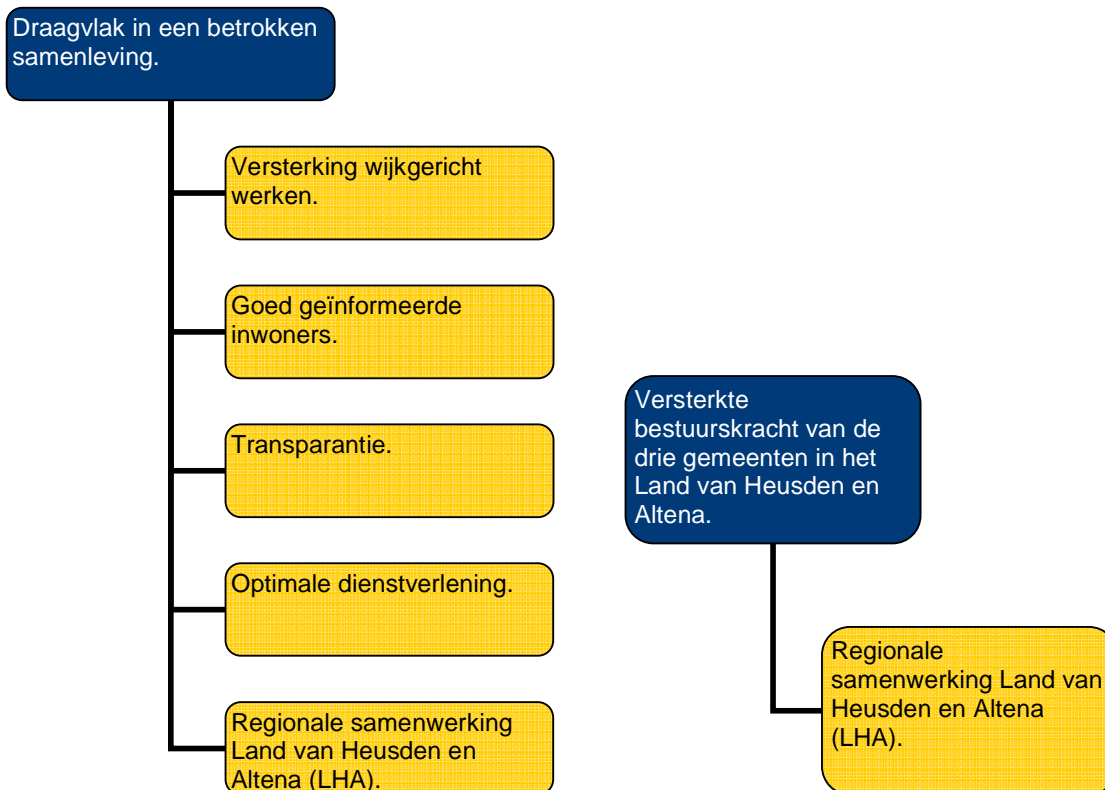 Draagvlak in een betrokken
samenleving.
Versterking wijkgericht
werken.
Goed geïnformeerde
inwoners.
Transparantie.
Optimale dienstverlening.
Regionale samenwerking
Land van Heusden en
Altena (LHA).
Versterkte
bestuurskracht van de
drie gemeenten in het
Land van Heusden en
Altena.
Regionale
samenwerking Land van
Heusden en Altena
(LHA).